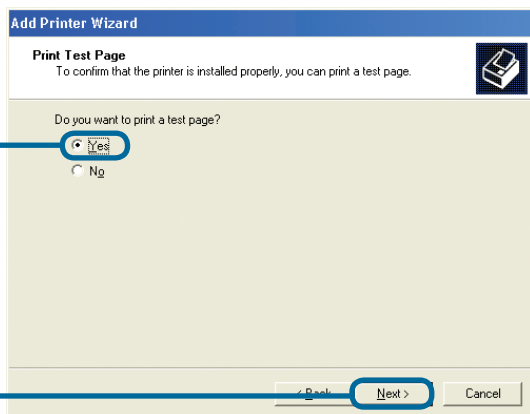 Add Printer Wizard
Print Test Page
To confirm that the printer is installed properly, you can print a test page.
Do you want to print a test page?
Yes
No
< Back Next > Cancel